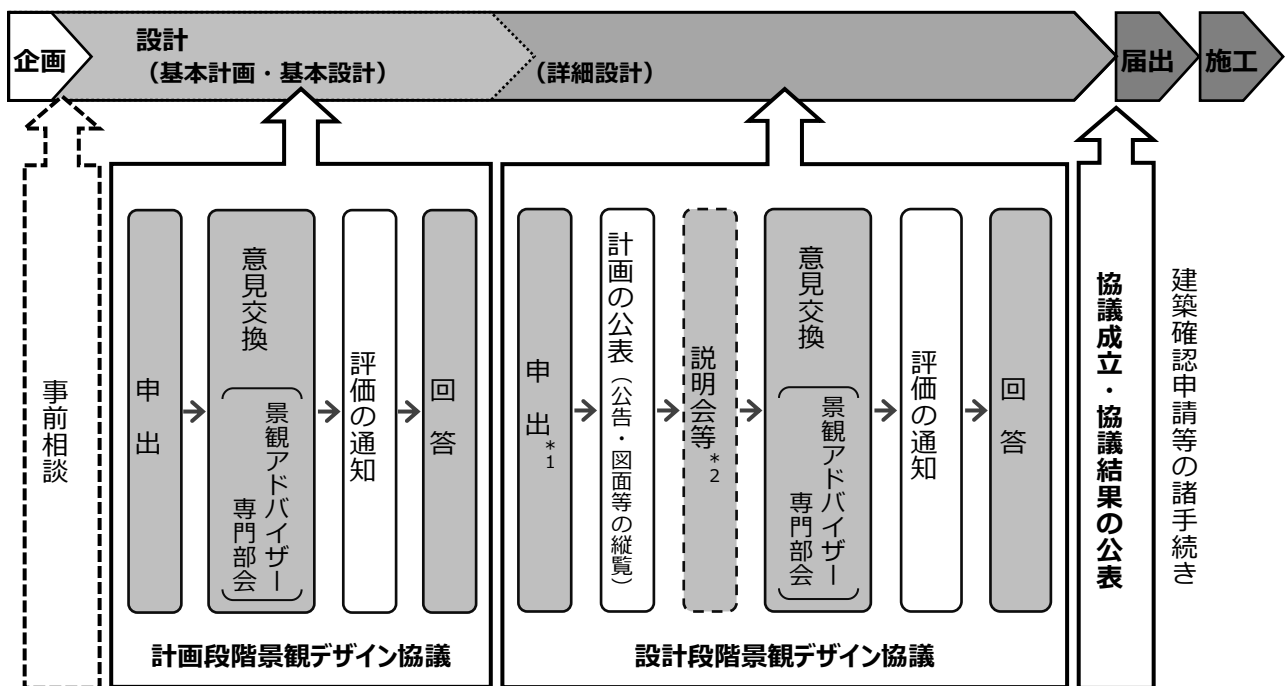 企画
設計
（基本計画・基本設計）
（詳細設計）
届出
施工
事前相談
申出
意見交換
景観アドバイザー
専門部会
評価の通知
回答
計画段階景観デザイン協議
申出*1
計画の公表（公告・図面等の縦覧）
説明会等*2
意見交換
景観アドバイザー
専門部会
評価の通知
回答
設計段階景観デザイン協議
協議成立・協議結果の公表
建築確認申請等の諸手続き